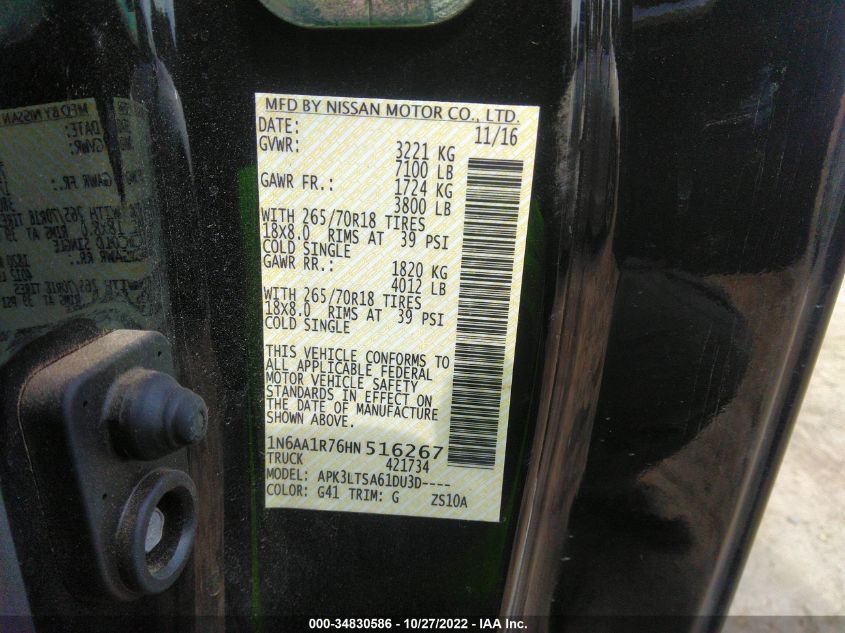 MFD BY NISSAN MOTOR CO., LTD.
DATE: 11/16
GVWR: 3221 KG
7100 LB
GAWR FR.: 1724 KG
3800 LB
WITH 265/70R18 TIRES
18X8.0 RIMS AT 39 PSI
COLD SINGLE
GAWR RR.: 1820 KG
4012 LB
WITH 265/70R18 TIRES
18X8.0 RIMS AT 39 PSI
COLD SINGLE
THIS VEHICLE CONFORMS TO
ALL APPLICABLE FEDERAL
MOTOR VEHICLE SAFETY
STANDARDS IN EFFECT ON
THE DATE OF MANUFACTURE
SHOWN ABOVE.
1N6AA1R76HN 516267
TRUCK 421734
MODEL: APK3LTSA61DU3D----
COLOR: G41 TRIM: G ZS10A
000-34830586 - 10/27/2022 - IAA Inc.